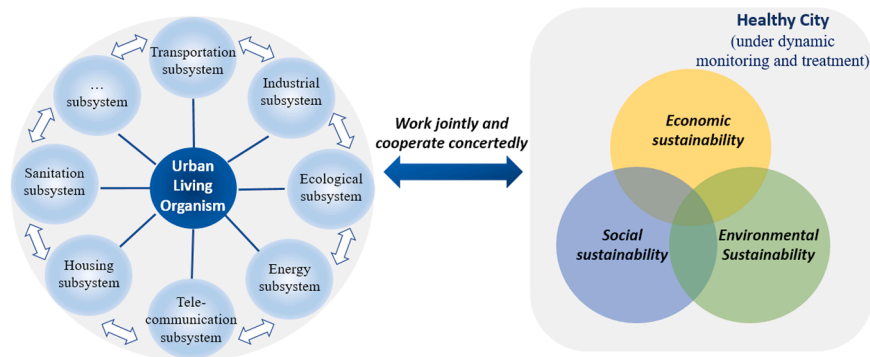 Transportation
subsystem
Industrial
subsystem
Ecological
subsystem
Energy
subsystem
Tele-
communication
subsystem
Housing
subsystem
Sanitation
subsystem
...
subsystem
Urban
Living
Organism
Work jointly and
cooperate concertedly
Healthy City
(under dynamic
monitoring and treatment)
Economic
sustainability
Social
sustainability
Environmental
Sustainability